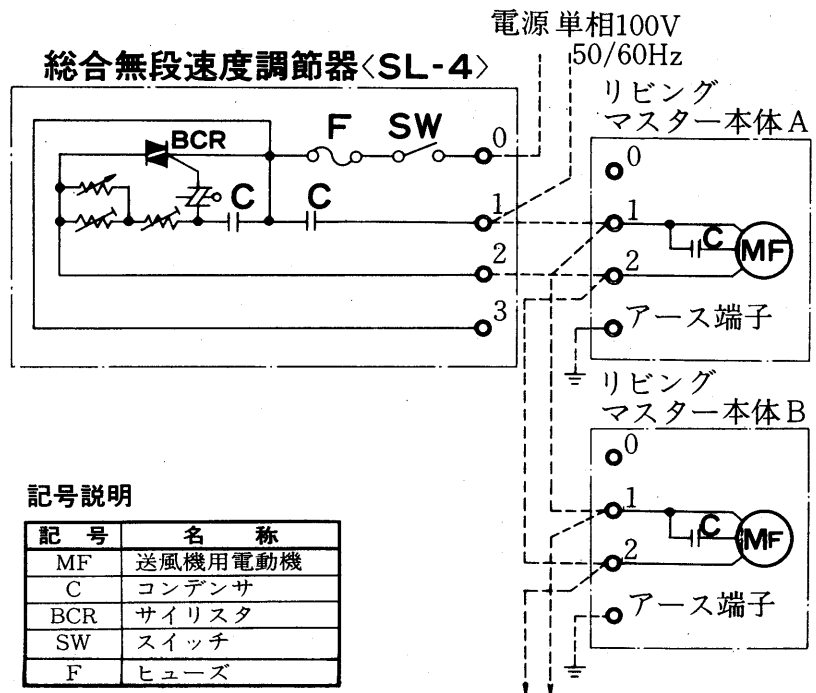 電源 単相100V
50/60Hz
総合無段速度調節器〈SL-4〉
BCR
F
SW
C
C
0
1
2
3
リビング
マスター本体A
0
1
2
C
MF
アース端子
リビング
マスター本体B
0
1
2
C
MF
アース端子
記号説明
記 号 名 称
MF 送風機用電動機
C コンデンサ
BCR サイリスタ
SW スイッチ
F ヒューズ